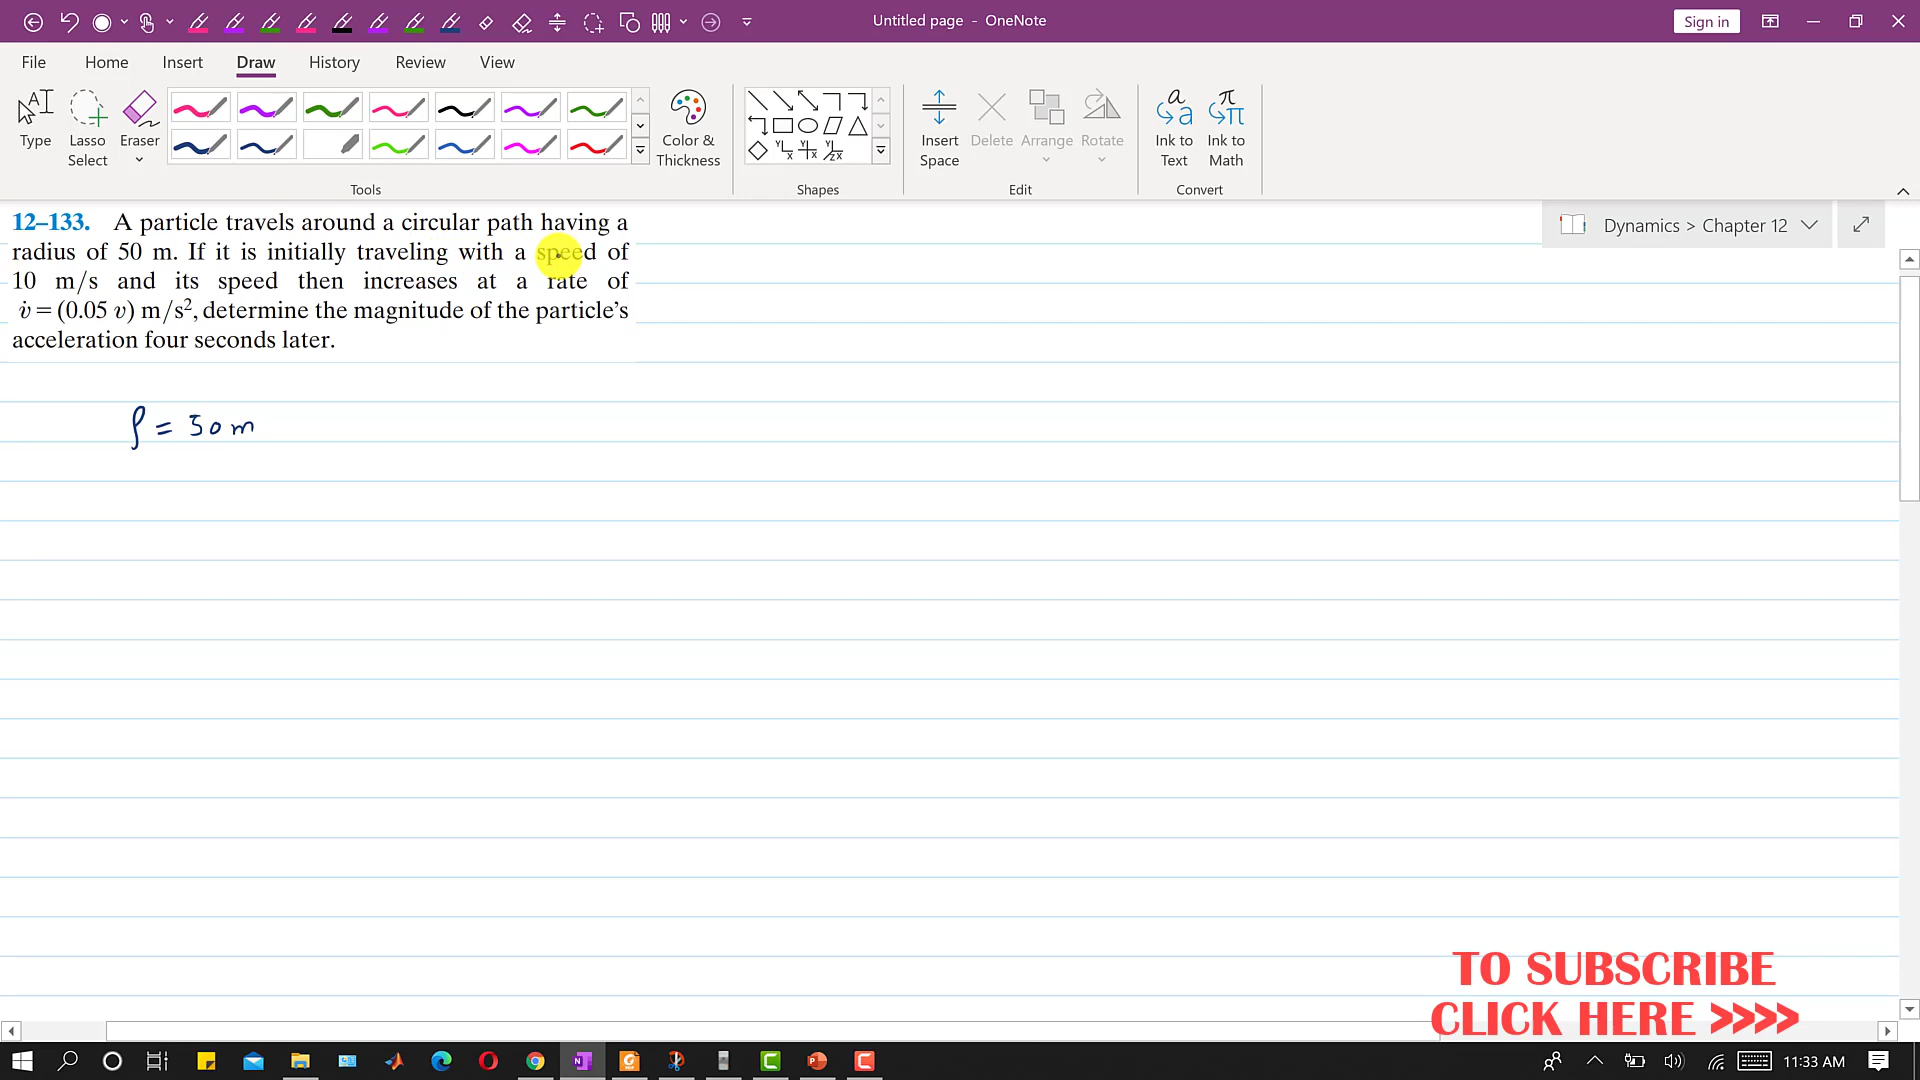 Untitled page - OneNote
Sign in
File Home Insert Draw History Review View
Type
Lasso Select
Eraser
Color & Thickness
Insert Space
Delete
Arrange
Rotate
Ink to Text
Ink to Math
Tools
Shapes
Edit
Convert
12–133. A particle travels around a circular path having a
radius of 50 m. If it is initially traveling with a speed of
10 m/s and its speed then increases at a rate of
v̇ = (0.05 v) m/s², determine the magnitude of the particle's
acceleration four seconds later.
Dynamics > Chapter 12
ρ = 50 m
TO SUBSCRIBE
CLICK HERE >>>>
11:33 AM